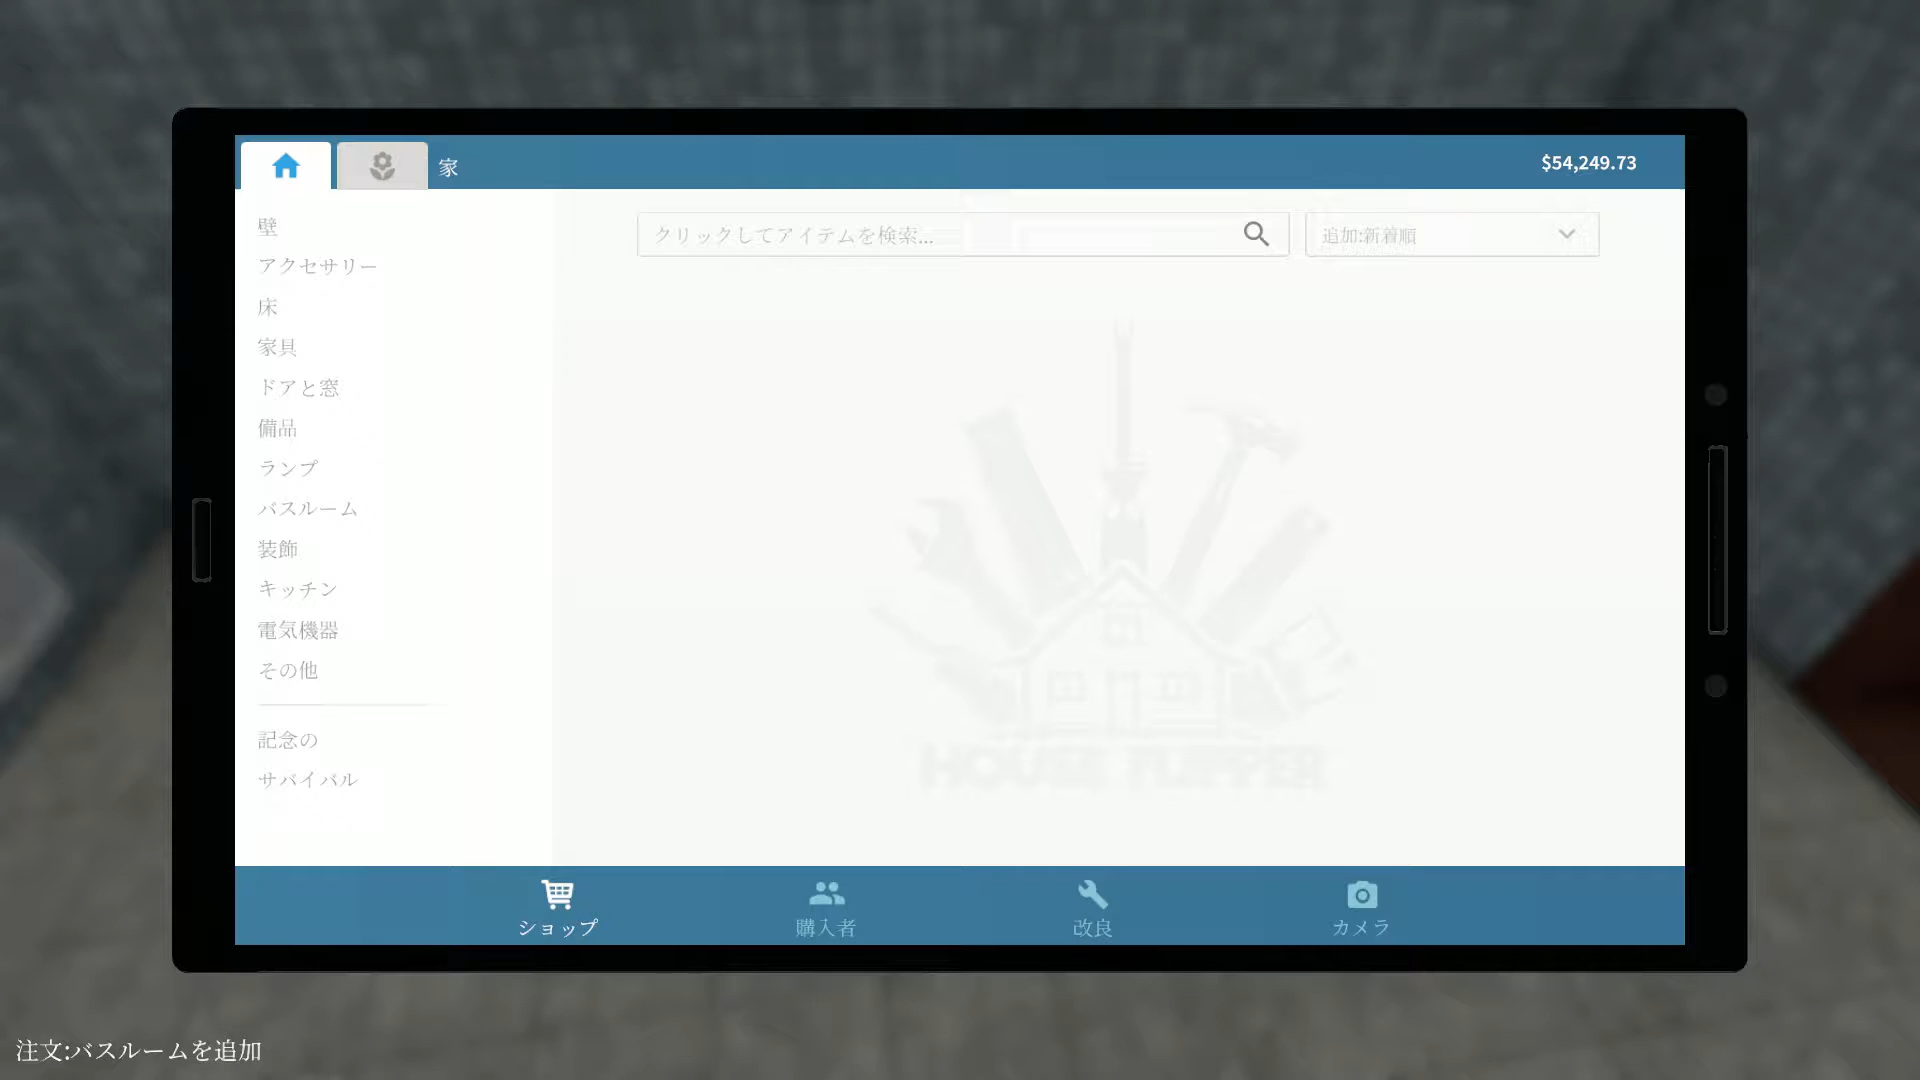 家
$54,249.73
クリックしてアイテムを検索...
追加:新着順
壁
アクセサリー
床
家具
ドアと窓
備品
ランプ
バスルーム
装飾
キッチン
電気機器
その他
記念の
サバイバル
HOUSE FLIPPER
ショップ
購入者
改良
カメラ
注文:バスルームを追加